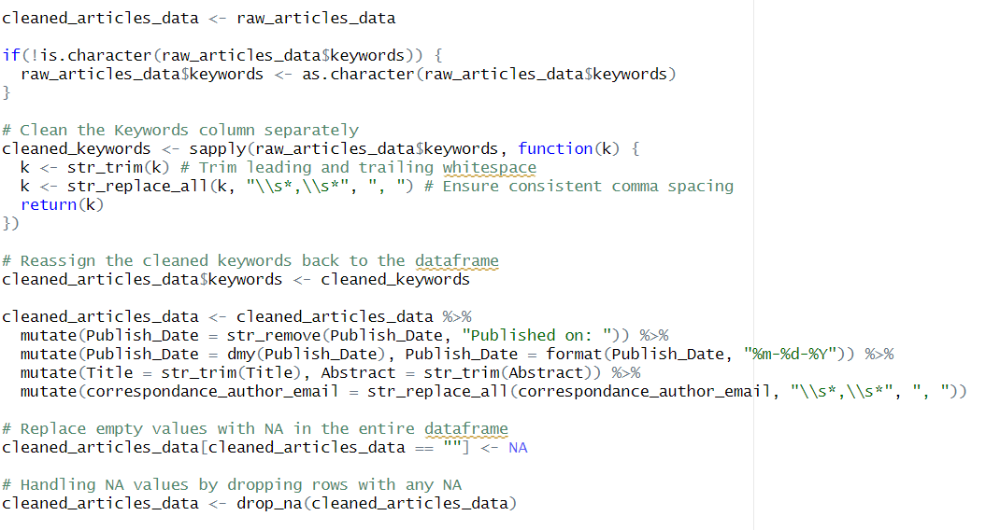 cleaned_articles_data <- raw_articles_data
if(!is.character(raw_articles_data$keywords)) {
  raw_articles_data$keywords <- as.character(raw_articles_data$keywords)
}
# Clean the Keywords column separately
cleaned_keywords <- sapply(raw_articles_data$keywords, function(k) {
  k <- str_trim(k) # Trim leading and trailing whitespace
  k <- str_replace_all(k, "\\s*,\\s*", ", ") # Ensure consistent comma spacing
  return(k)
})
# Reassign the cleaned keywords back to the dataframe
cleaned_articles_data$keywords <- cleaned_keywords
cleaned_articles_data <- cleaned_articles_data %>%
  mutate(Publish_Date = str_remove(Publish_Date, "Published on: ")) %>%
  mutate(Publish_Date = dmy(Publish_Date), Publish_Date = format(Publish_Date, "%m-%d-%Y")) %>%
  mutate(Title = str_trim(Title), Abstract = str_trim(Abstract)) %>%
  mutate(correspondance_author_email = str_replace_all(correspondance_author_email, "\\s*,\\s*", ", "))
# Replace empty values with NA in the entire dataframe
cleaned_articles_data[cleaned_articles_data == ""] <- NA
# Handling NA values by dropping rows with any NA
cleaned_articles_data <- drop_na(cleaned_articles_data)